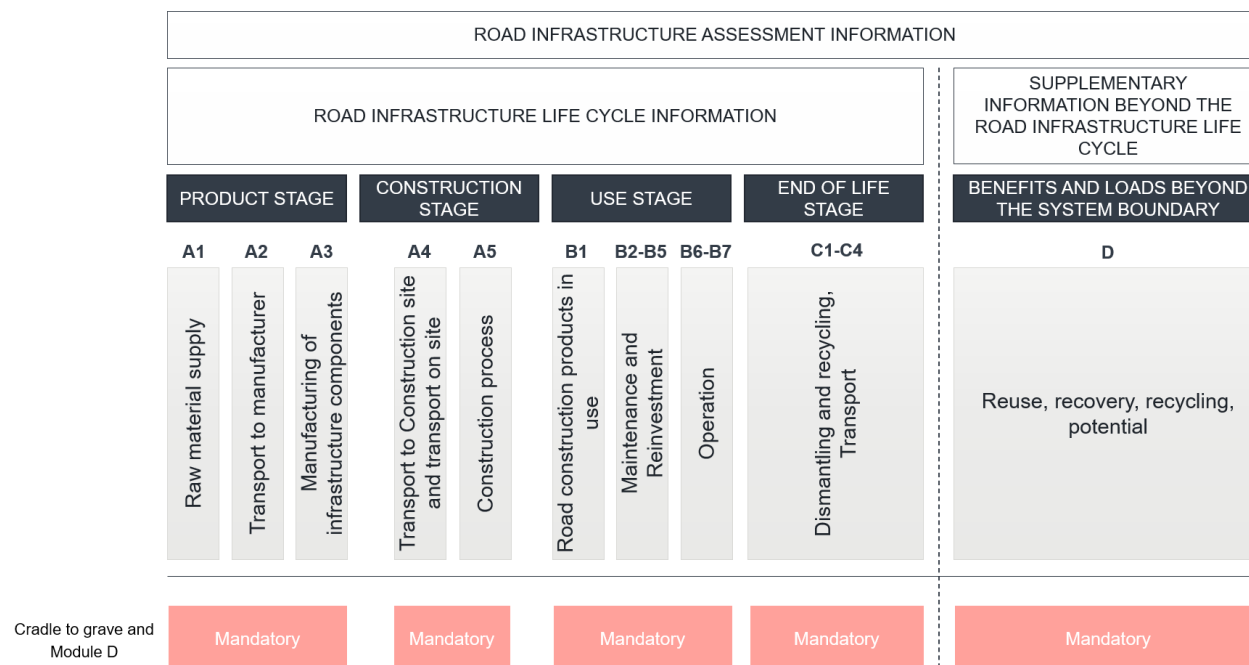 ROAD INFRASTRUCTURE ASSESSMENT INFORMATION
ROAD INFRASTRUCTURE LIFE CYCLE INFORMATION
SUPPLEMENTARY
INFORMATION BEYOND THE
ROAD INFRASTRUCTURE LIFE
CYCLE
PRODUCT STAGE
CONSTRUCTION
STAGE
USE STAGE
END OF LIFE
STAGE
BENEFITS AND LOADS BEYOND
THE SYSTEM BOUNDARY
A1
A2
A3
A4
A5
B1
B2-B5
B6-B7
C1-C4
D
Raw material supply
Transport to manufacturer
Manufacturing of
infrastructure components
Transport to Construction site
and transport on site
Construction process
Road construction products in
use
Maintenance and
Reinvestment
Operation
Dismantling and recycling,
Transport
Reuse, recovery, recycling,
potential
Cradle to grave and
Module D
Mandatory
Mandatory
Mandatory
Mandatory
Mandatory